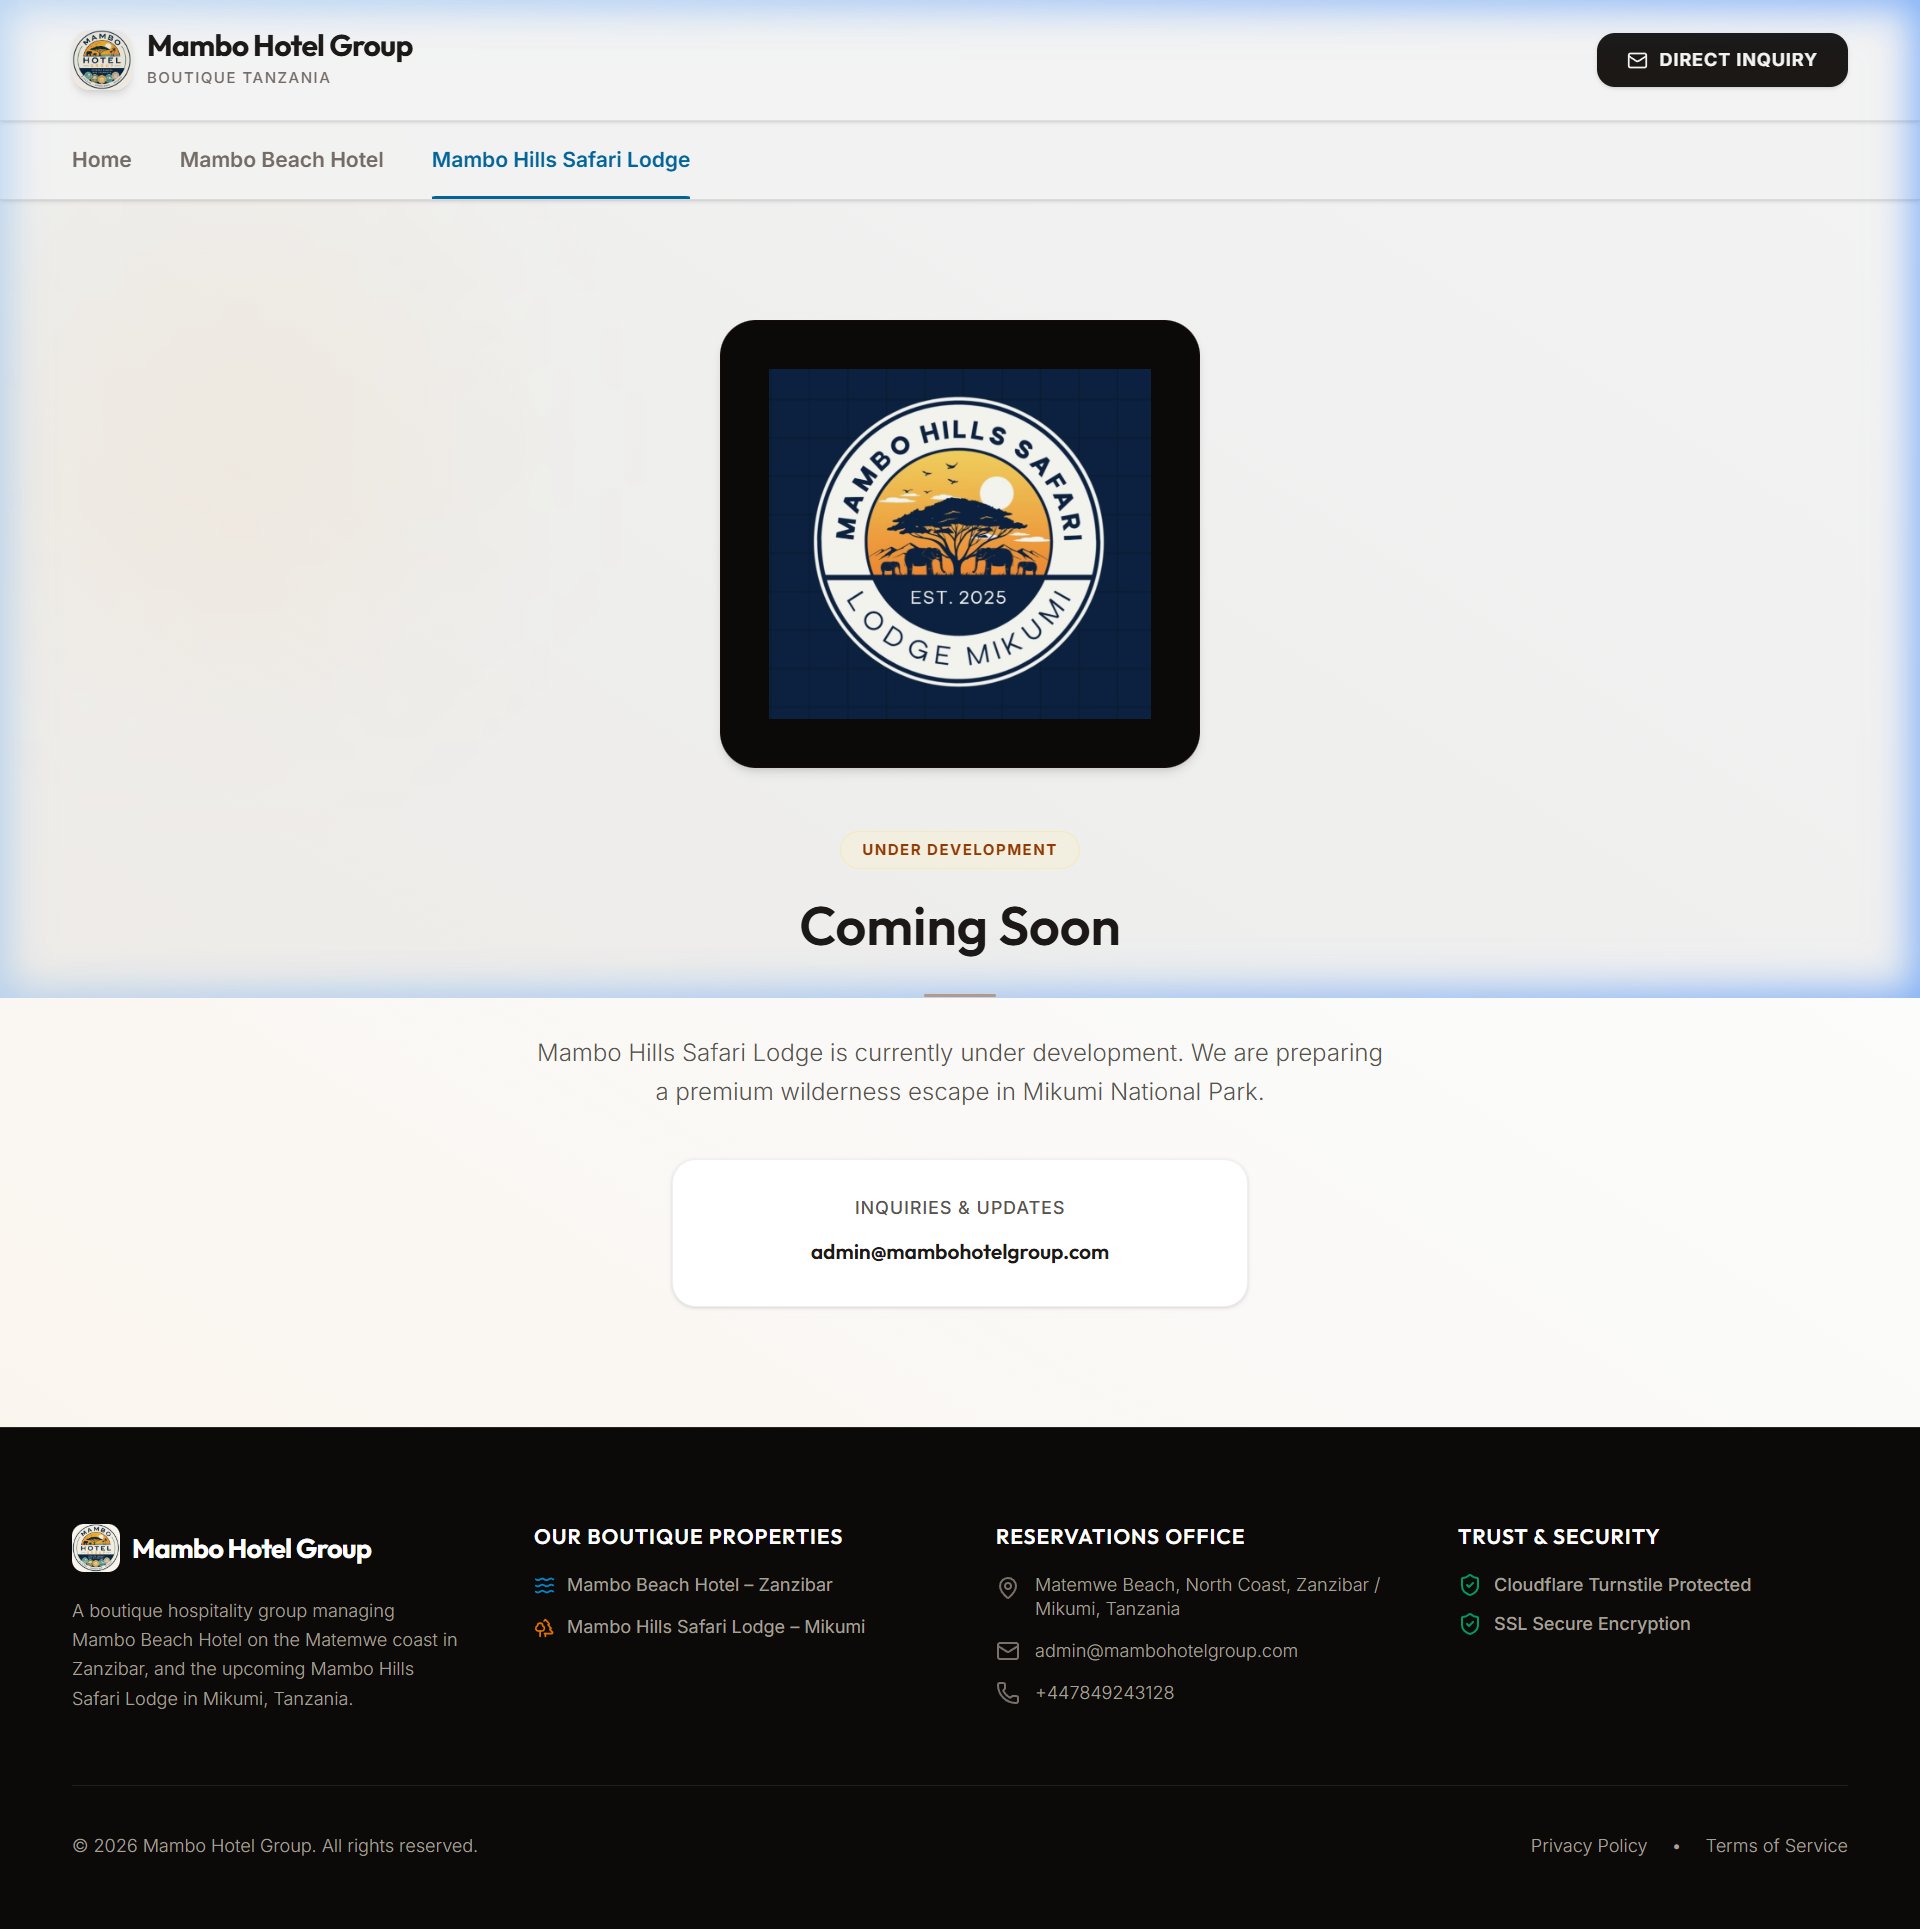 MAMBO
HOTEL
Mambo Hotel Group
BOUTIQUE TANZANIA
DIRECT INQUIRY
Home
Mambo Beach Hotel
Mambo Hills Safari Lodge
MAMBO HILLS SAFARI
EST. 2025
LODGE MIKUMI
UNDER DEVELOPMENT
Coming Soon
Mambo Hills Safari Lodge is currently under development. We are preparing
a premium wilderness escape in Mikumi National Park.
INQUIRIES & UPDATES
admin@mambohotelgroup.com
MAMBO
HOTEL
Mambo Hotel Group
A boutique hospitality group managing
Mambo Beach Hotel on the Matemwe coast in
Zanzibar, and the upcoming Mambo Hills
Safari Lodge in Mikumi, Tanzania.
OUR BOUTIQUE PROPERTIES
Mambo Beach Hotel – Zanzibar
Mambo Hills Safari Lodge – Mikumi
RESERVATIONS OFFICE
Matemwe Beach, North Coast, Zanzibar /
Mikumi, Tanzania
admin@mambohotelgroup.com
+447849243128
TRUST & SECURITY
Cloudflare Turnstile Protected
SSL Secure Encryption
© 2026 Mambo Hotel Group. All rights reserved.
Privacy Policy • Terms of Service